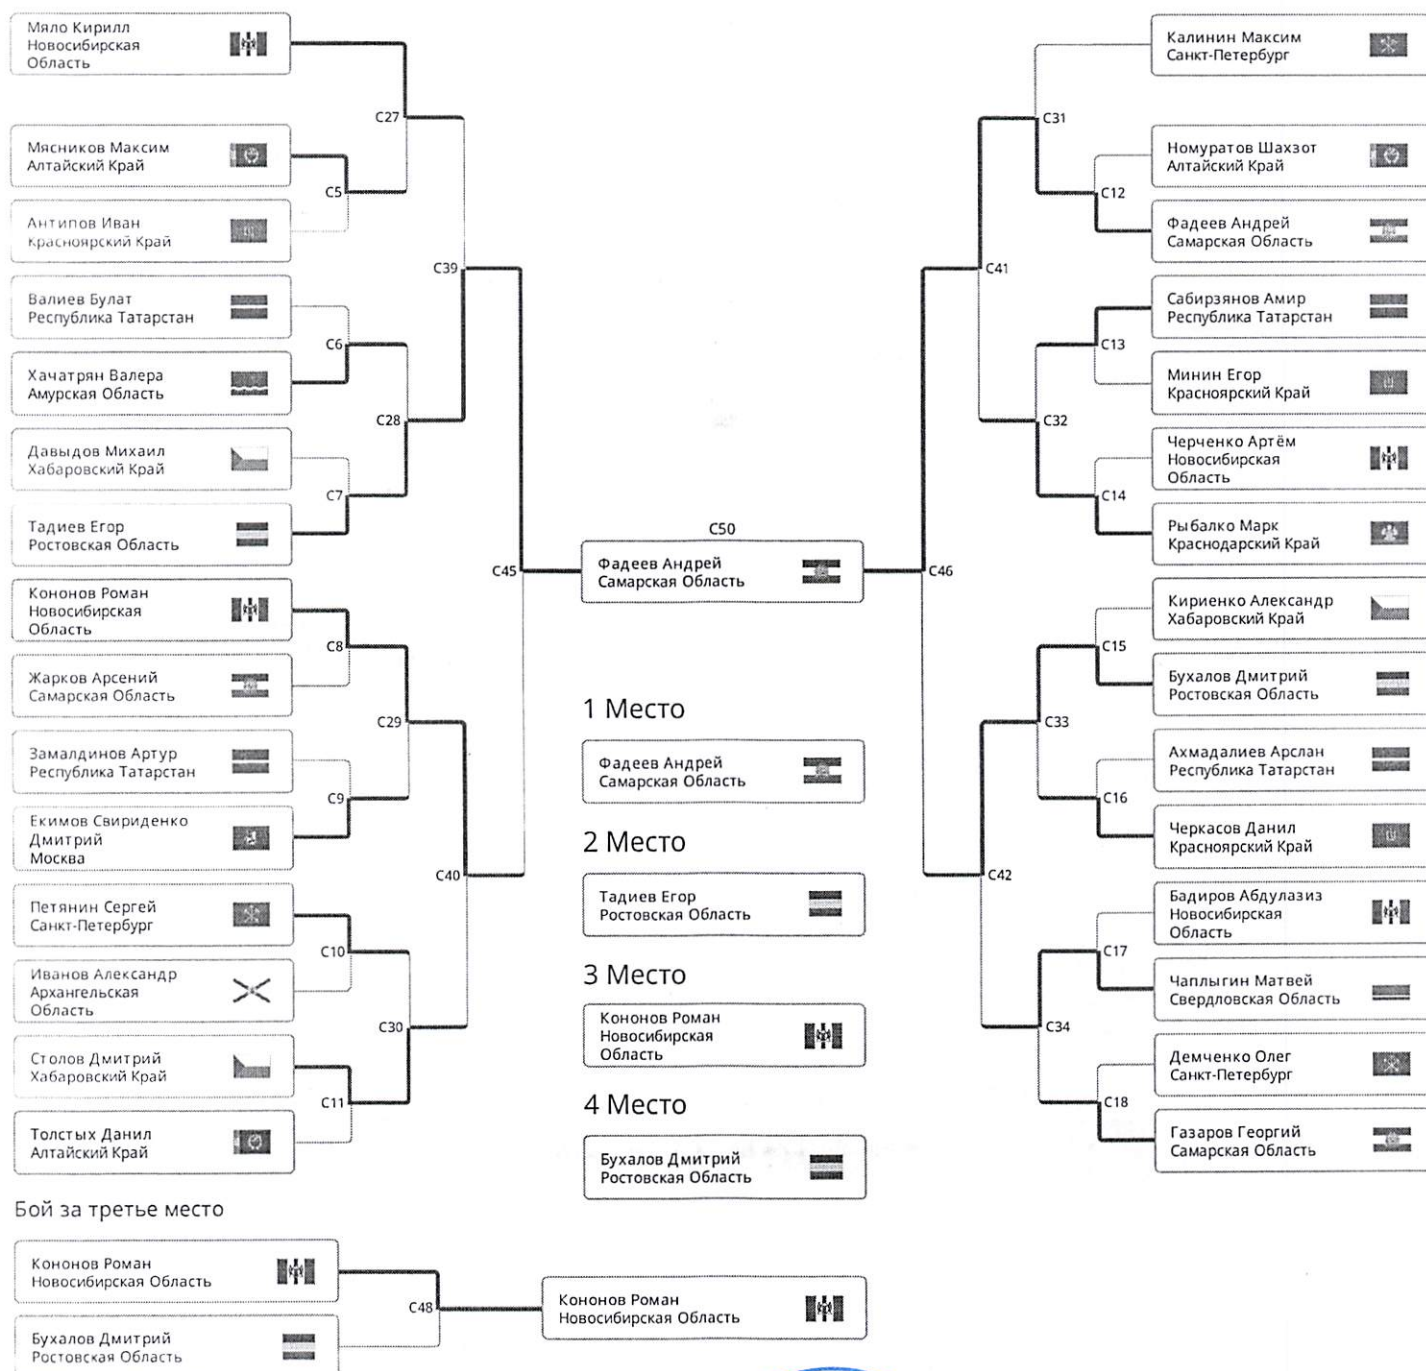 Мяло Кирилл
Новосибирская
Область
C27
Мясников Максим
Алтайский Край
C5
Антипов Иван
Красноярский Край
C39
Валиев Булат
Республика Татарстан
C6
Хачатрян Валера
Амурская Область
C28
Давыдов Михаил
Хабаровский Край
C7
Тадиев Егор
Ростовская Область
C45
Кононов Роман
Новосибирская
Область
C8
Жарков Арсений
Самарская Область
C29
Замалдинов Артур
Республика Татарстан
C9
Екимов Свириденко
Дмитрий
Москва
C40
Петянин Сергей
Санкт-Петербург
C10
Иванов Александр
Архангельская
Область
C30
Столов Дмитрий
Хабаровский Край
C11
Толстых Данил
Алтайский Край
C50
Фадеев Андрей
Самарская Область
1 Место
Фадеев Андрей
Самарская Область
2 Место
Тадиев Егор
Ростовская Область
3 Место
Кононов Роман
Новосибирская
Область
4 Место
Бухалов Дмитрий
Ростовская Область
Калинин Максим
Санкт-Петербург
C31
Номуратов Шахзот
Алтайский Край
C12
Фадеев Андрей
Самарская Область
C41
Сабирзянов Амир
Республика Татарстан
C13
Минин Егор
Красноярский Край
C32
Черченко Артём
Новосибирская
Область
C14
Рыбалко Марк
Краснодарский Край
C46
Кириенко Александр
Хабаровский Край
C15
Бухалов Дмитрий
Ростовская Область
C33
Ахмадалиев Арслан
Республика Татарстан
C16
Черкасов Данил
Красноярский Край
C42
Бадиров Абдулазиз
Новосибирская
Область
C17
Чаплыгин Матвей
Свердловская Область
C34
Демченко Олег
Санкт-Петербург
C18
Газаров Георгий
Самарская Область
Бой за третье место
Кононов Роман
Новосибирская Область
C48
Бухалов Дмитрий
Ростовская Область
Кононов Роман
Новосибирская Область